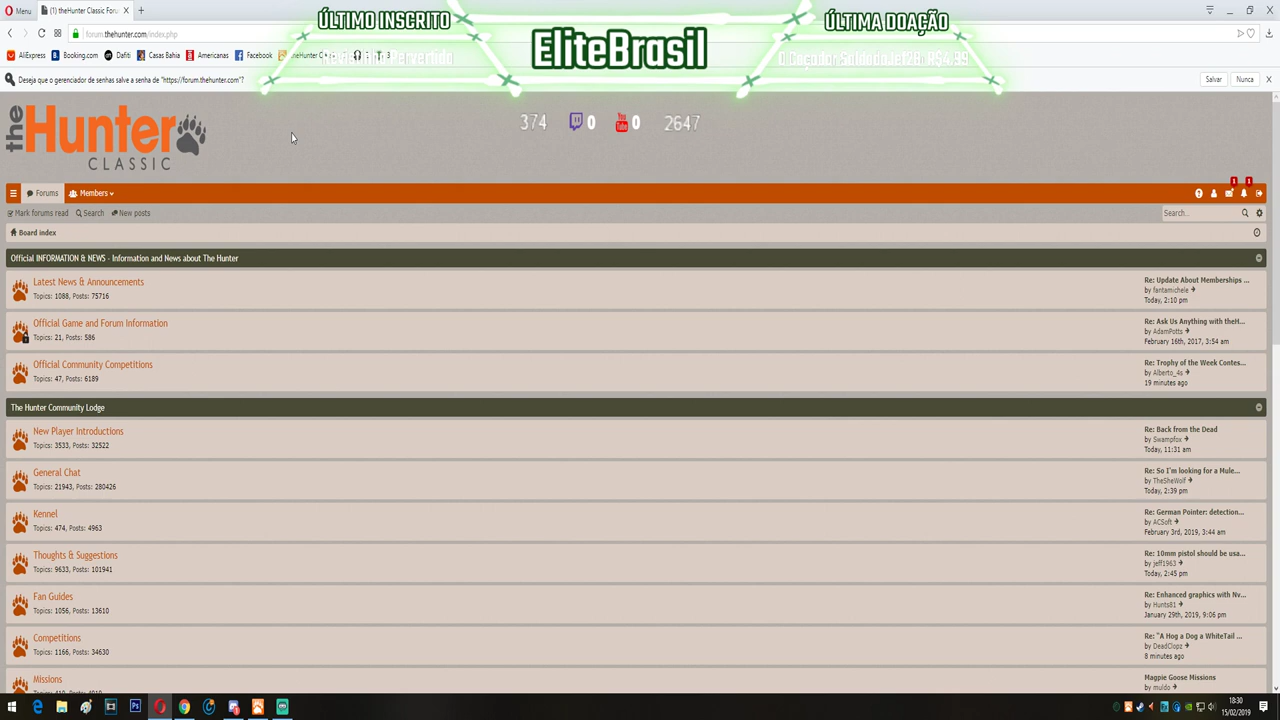 Menu
(1) theHunter Classic Foru
ÚLTIMO INSCRITO
EliteBrasil
ÚLTIMA DOAÇÃO
forum.thehunter.com/index.php
AliExpress
Booking.com
Dafiti
Casas Bahia
Americanas
Facebook
Pervertido
O Caçador Soldado
R$4,99
Deseja que o gerenciador de senhas salve a senha de "https://forum.thehunter.com"?
Salvar
Nunca
theHunter
CLASSIC
374
0
YouTube
0
2647
Forums
Members
1
1
Mark forums read
Search
New posts
Search...
Board index
Official INFORMATION & NEWS - Information and News about The Hunter
Latest News & Announcements
Topics: 1088, Posts: 75716
Re: Update About Memberships ...
by fantamichele
Today, 2:10 pm
Official Game and Forum Information
Topics: 21, Posts: 586
Re: Ask Us Anything with theH...
by AdamPotts
February 16th, 2017, 3:54 am
Official Community Competitions
Topics: 47, Posts: 6189
Re: Trophy of the Week Contes...
by Alberto_4s
19 minutes ago
The Hunter Community Lodge
New Player Introductions
Topics: 3533, Posts: 32522
Re: Back from the Dead
by Swampfox
Today, 11:31 am
General Chat
Topics: 21943, Posts: 280426
Re: So I'm looking for a Mule...
by TheSheWolf
Today, 2:39 pm
Kennel
Topics: 474, Posts: 4963
Re: German Pointer: detection...
by ACSoft
February 3rd, 2019, 3:44 am
Thoughts & Suggestions
Topics: 9633, Posts: 101941
Re: 10mm pistol should be usa...
by jeff1963
Today, 2:45 pm
Fan Guides
Topics: 1056, Posts: 13610
Re: Enhanced graphics with Nv...
by Hunts81
January 29th, 2019, 9:06 pm
Competitions
Topics: 1166, Posts: 34630
Re: "A Hog a Dog a WhiteTail ...
by DeadClopz
8 minutes ago
Missions
Magpie Goose Missions
by muldo
18:30
15/02/2019